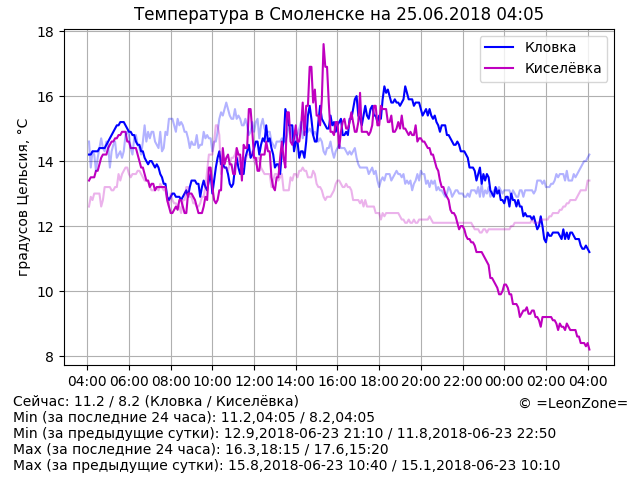 Температура в Смоленске на 25.06.2018 04:05
градусов Цельсия, °C
18
16
14
12
10
8
Кловка
Киселёвка
04:00 06:00 08:00 10:00 12:00 14:00 16:00 18:00 20:00 22:00 00:00 02:00 04:00
Сейчас: 11.2 / 8.2 (Кловка / Киселёвка)
© =LeonZone=
Min (за последние 24 часа): 11.2,04:05 / 8.2,04:05
Min (за предыдущие сутки): 12.9,2018-06-23 21:10 / 11.8,2018-06-23 22:50
Max (за последние 24 часа): 16.3,18:15 / 17.6,15:20
Max (за предыдущие сутки): 15.8,2018-06-23 10:40 / 15.1,2018-06-23 10:10